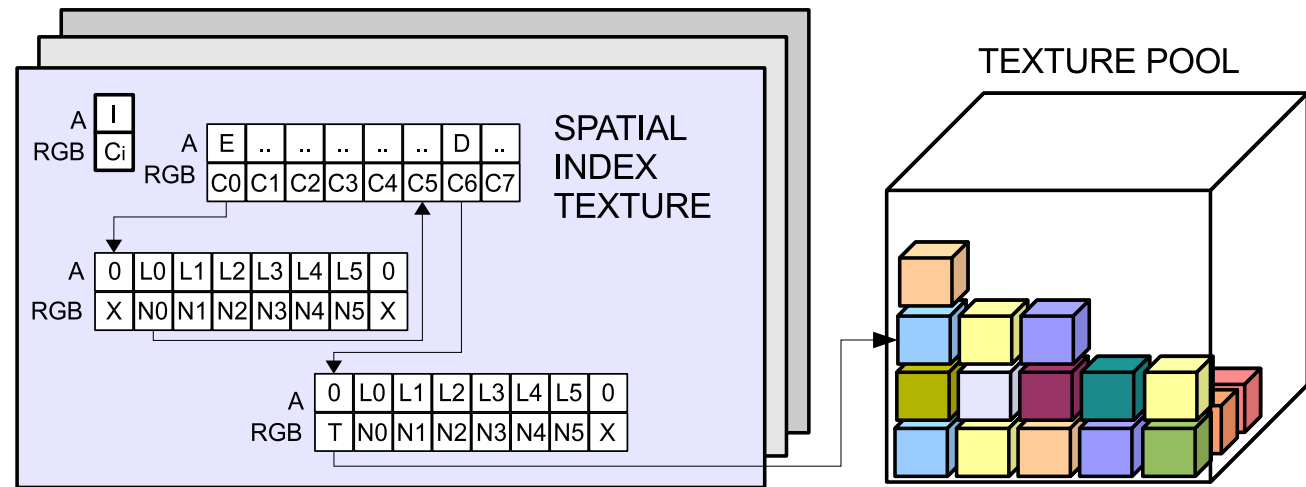 TEXTURE POOL
SPATIAL
INDEX
TEXTURE
A I
RGB Ci
A E .. .. .. .. .. D ..
RGB C0 C1 C2 C3 C4 C5 C6 C7
A 0 L0 L1 L2 L3 L4 L5 0
RGB X N0 N1 N2 N3 N4 N5 X
A 0 L0 L1 L2 L3 L4 L5 0
RGB T N0 N1 N2 N3 N4 N5 X